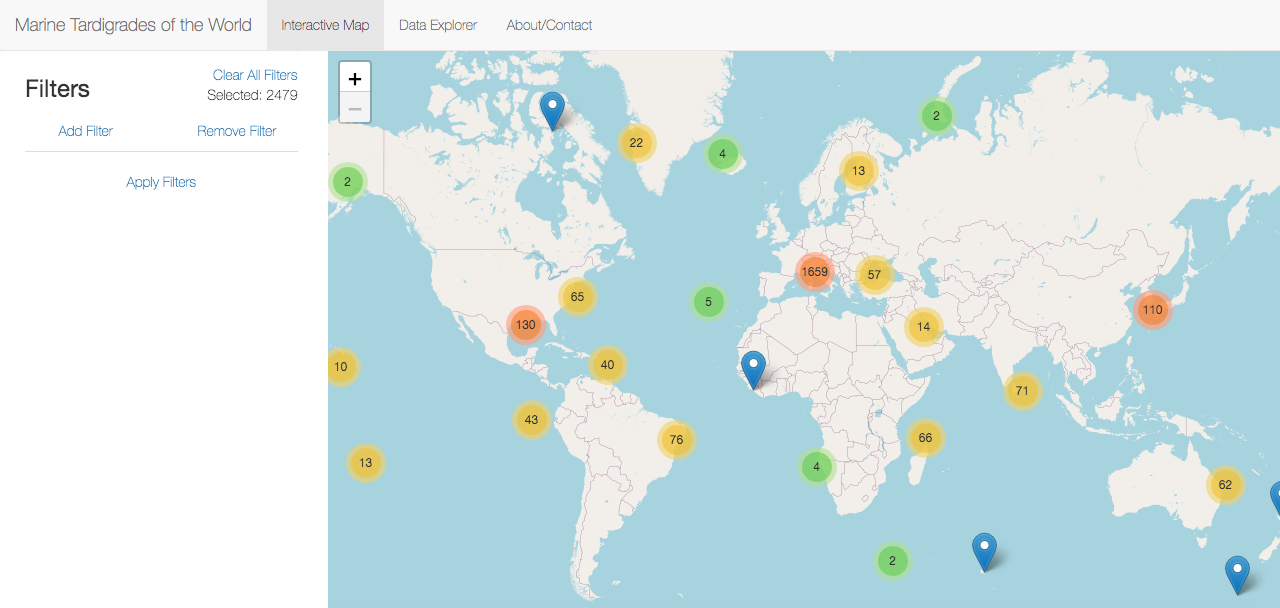 Marine Tardigrades of the World
Interactive Map
Data Explorer
About/Contact
Filters
Clear All Filters
Selected: 2479
Add Filter
Remove Filter
Apply Filters
+
−
2
22
4
13
2
1659
57
65
5
130
110
14
10
40
71
43
76
66
13
4
62
2